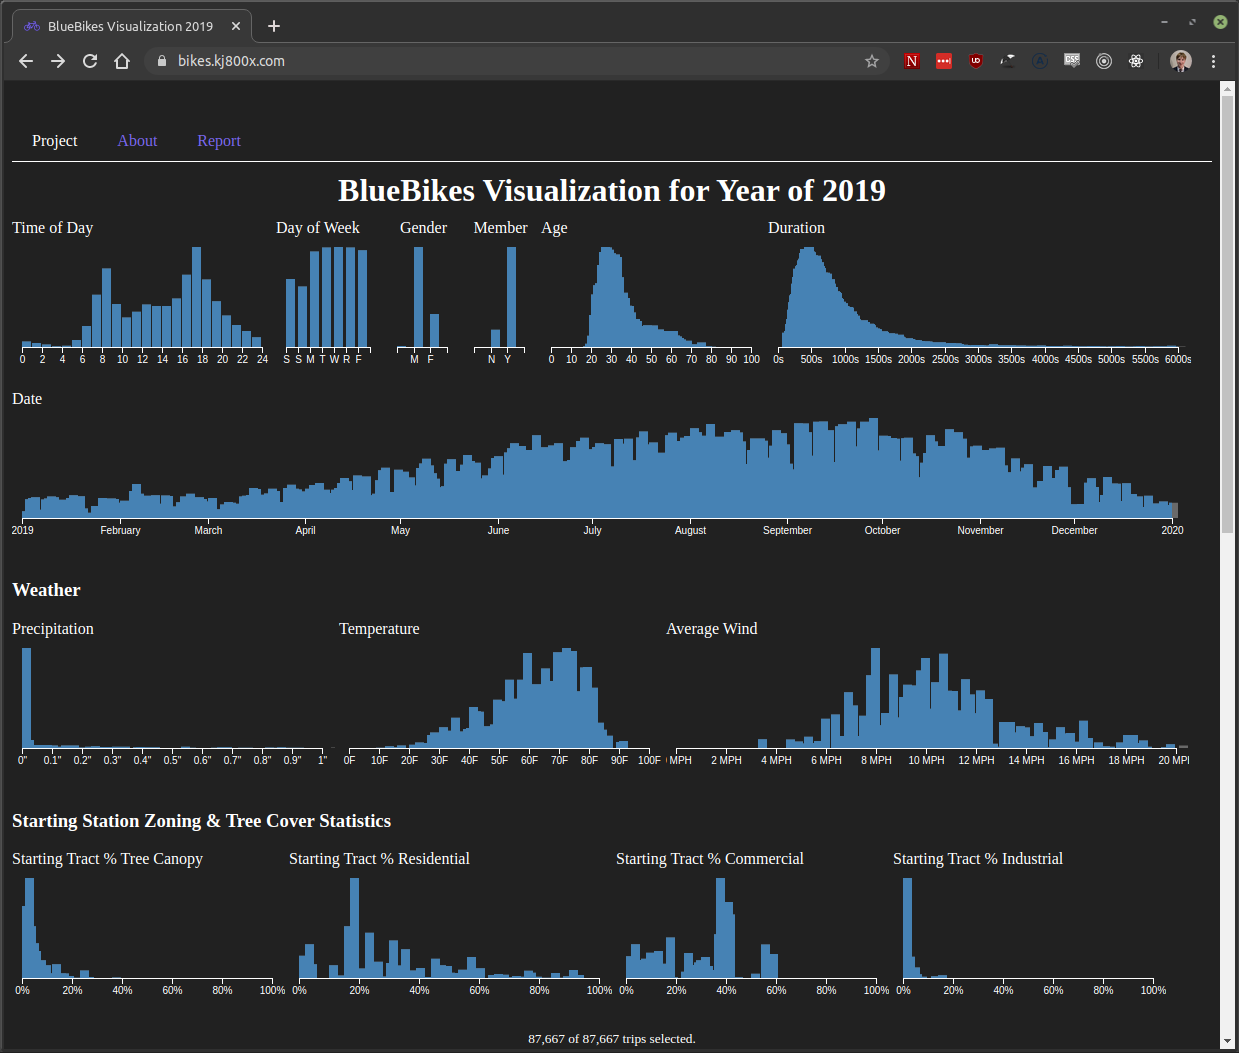 BlueBikes Visualization 2019
bikes.kj800x.com
Project About Report
BlueBikes Visualization for Year of 2019
Time of Day Day of Week Gender Member Age Duration
0 2 4 6 8 10 12 14 16 18 20 22 24 S S M T W R F M F N Y 0 10 20 30 40 50 60 70 80 90 100 0s 500s 1000s 1500s 2000s 2500s 3000s 3500s 4000s 4500s 5000s 5500s 6000s
Date
2019 February March April May June July August September October November December 2020
Weather
Precipitation Temperature Average Wind
0" 0.1" 0.2" 0.3" 0.4" 0.5" 0.6" 0.7" 0.8" 0.9" 1" 0F 10F 20F 30F 40F 50F 60F 70F 80F 90F 100F MPH 2 MPH 4 MPH 6 MPH 8 MPH 10 MPH 12 MPH 14 MPH 16 MPH 18 MPH 20 MPH
Starting Station Zoning & Tree Cover Statistics
Starting Tract % Tree Canopy Starting Tract % Residential Starting Tract % Commercial Starting Tract % Industrial
0% 20% 40% 60% 80% 100% 0% 20% 40% 60% 80% 100% 0% 20% 40% 60% 80% 100% 0% 20% 40% 60% 80% 100%
87,667 of 87,667 trips selected.